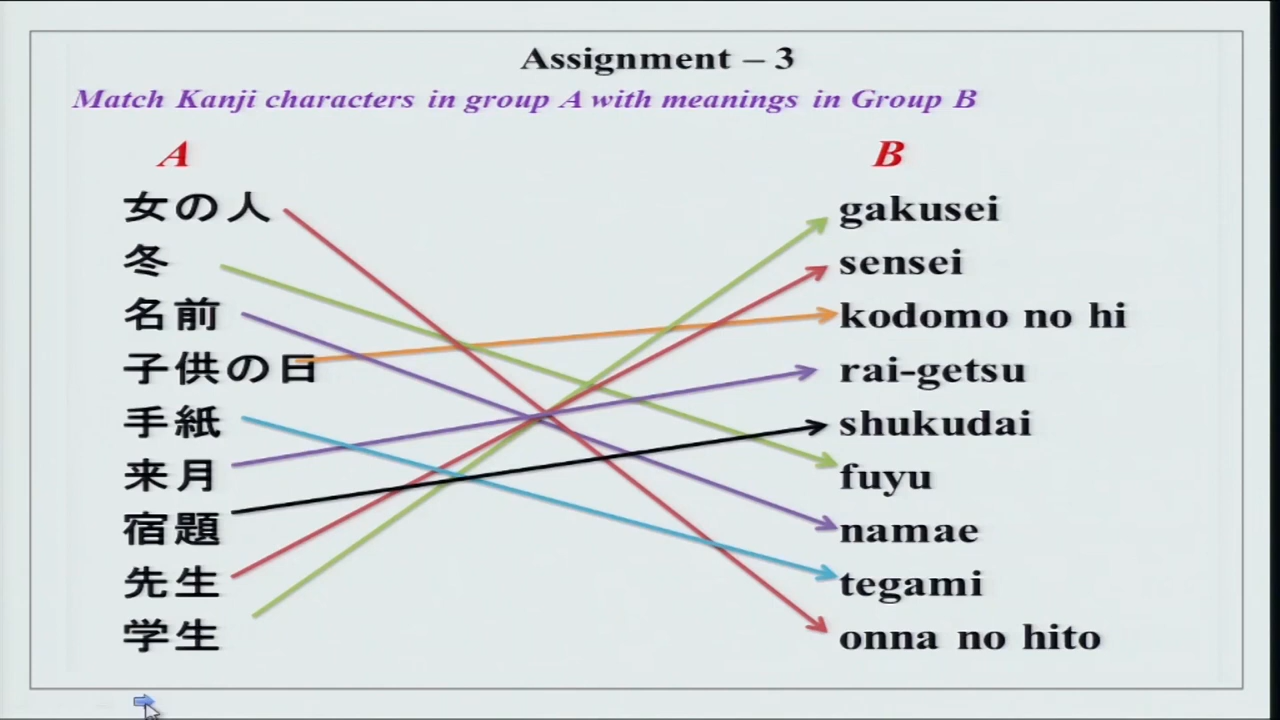 Assignment – 3
Match Kanji characters in group A with meanings in Group B
A B
女の人 gakusei
冬 sensei
名前 kodomo no hi
子供の日 rai-getsu
手紙 shukudai
来月 fuyu
宿題 namae
先生 tegami
学生 onna no hito